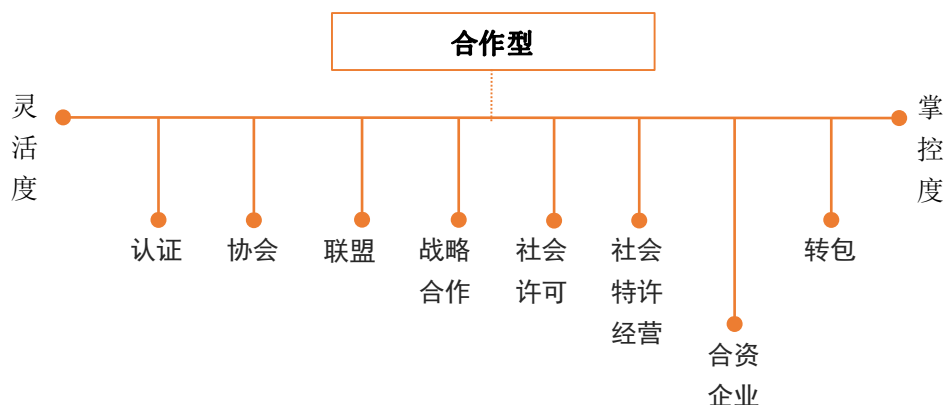 合作型
灵活度
掌控度
认证
协会
联盟
战略
合作
社会
许可
社会
特许
经营
合资
企业
转包